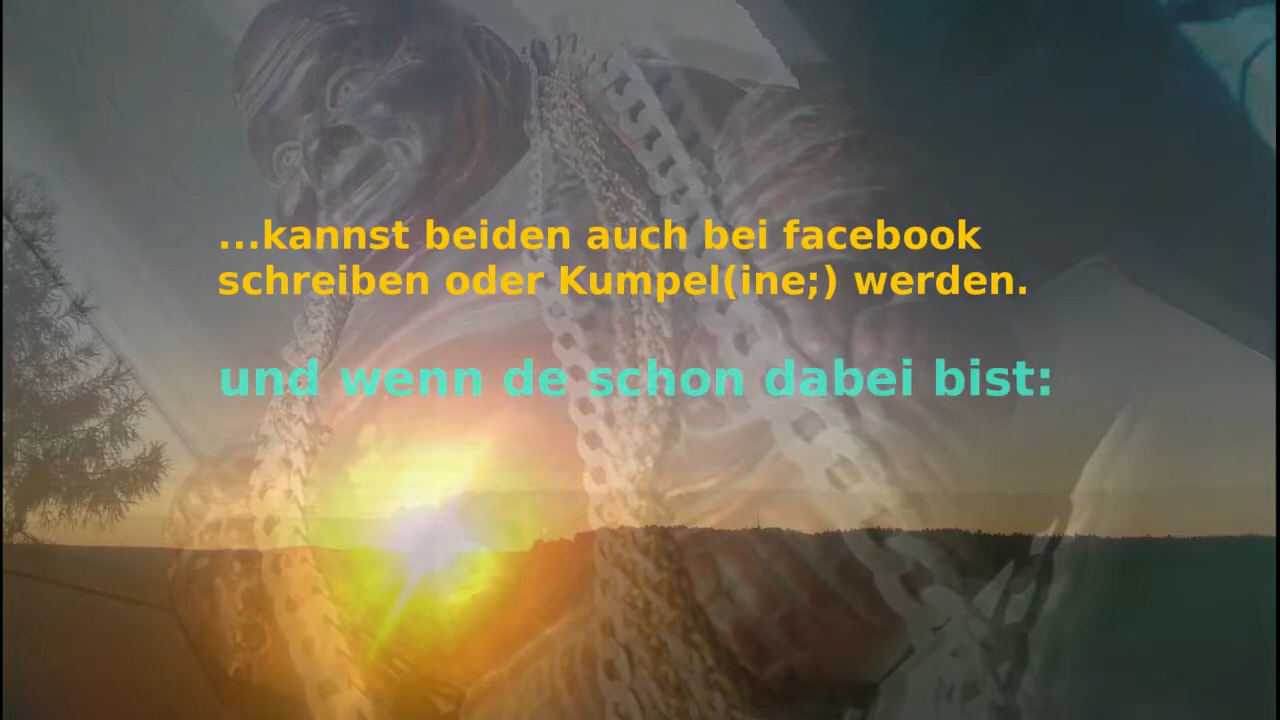 ...kannst beiden auch bei facebook
schreiben oder Kumpel(ine;) werden.
und wenn de schon dabei bist: